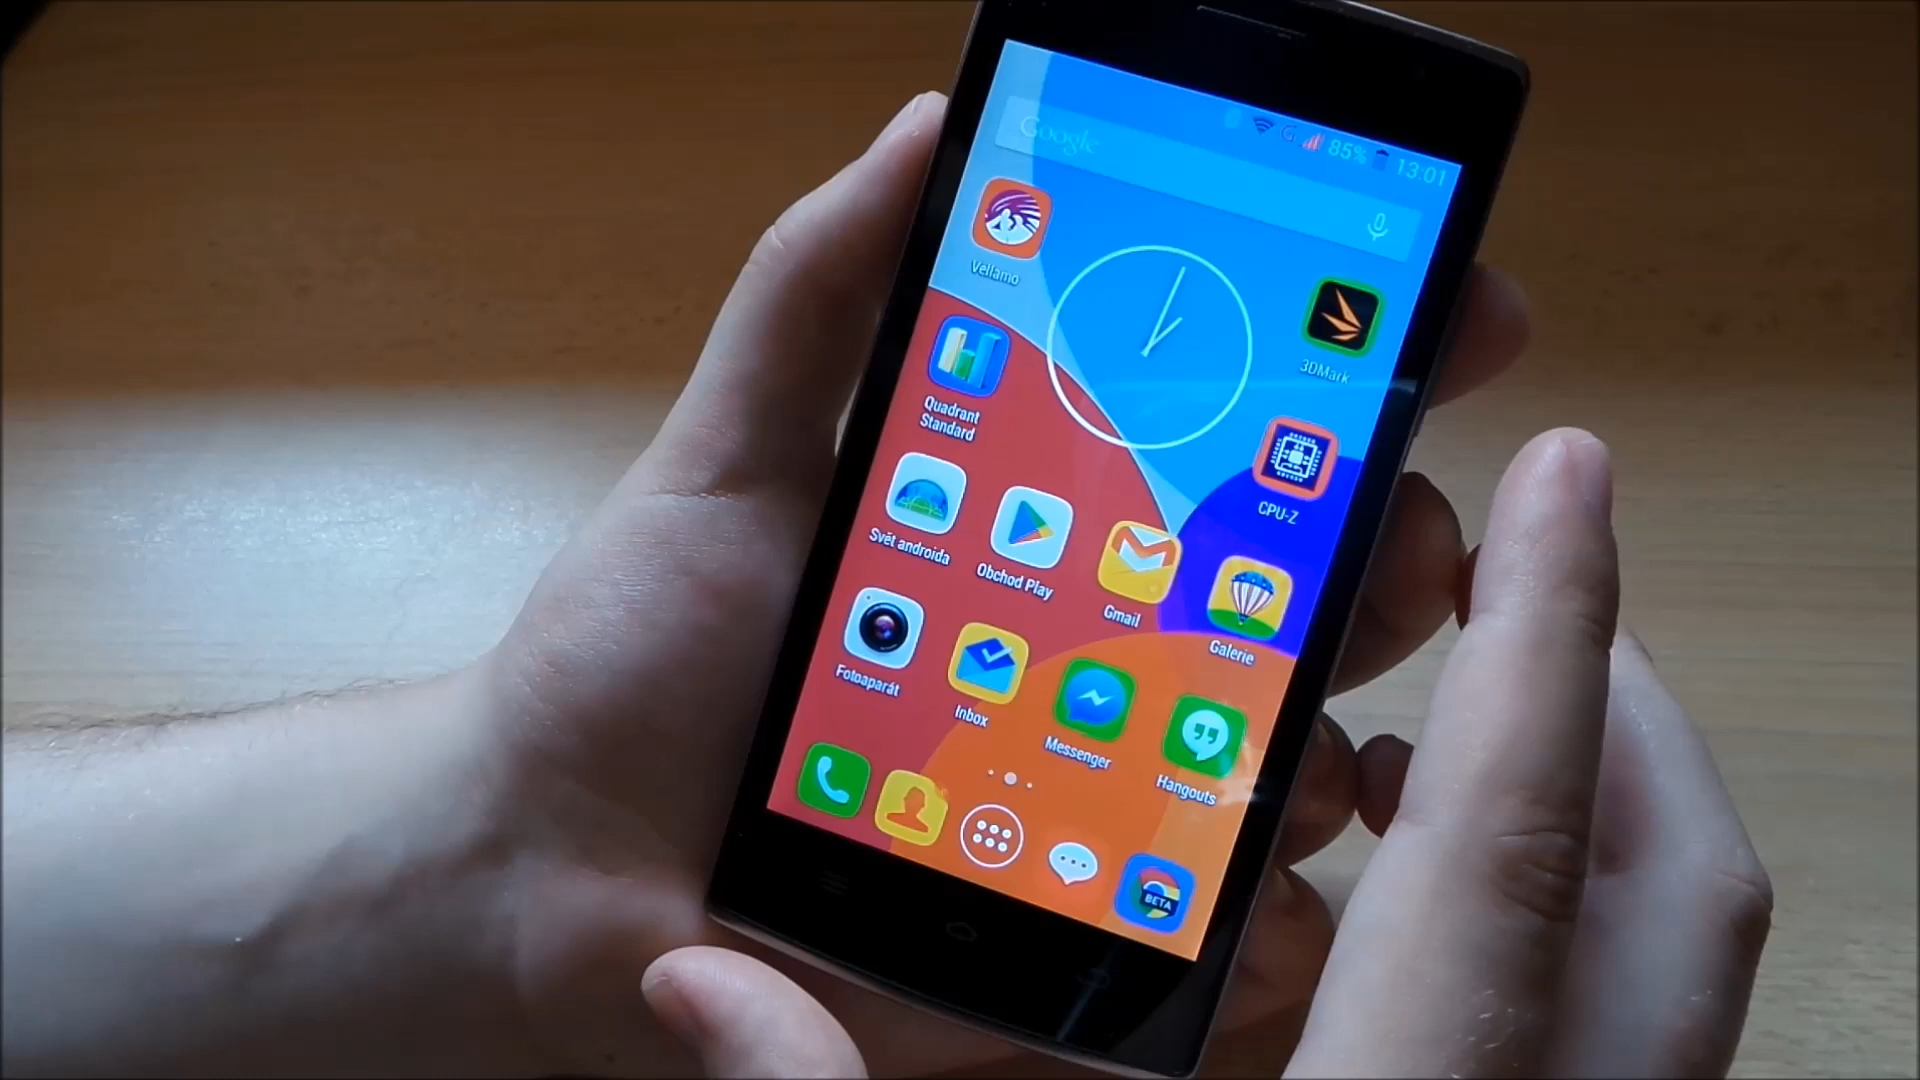 G 85% 13:01
Google
Vellamo
3DMark
Quadrant
Standard
CPU-Z
Svět androida
Obchod Play
Gmail
Galerie
Fotoaparát
Inbox
Messenger
Hangouts
BETA